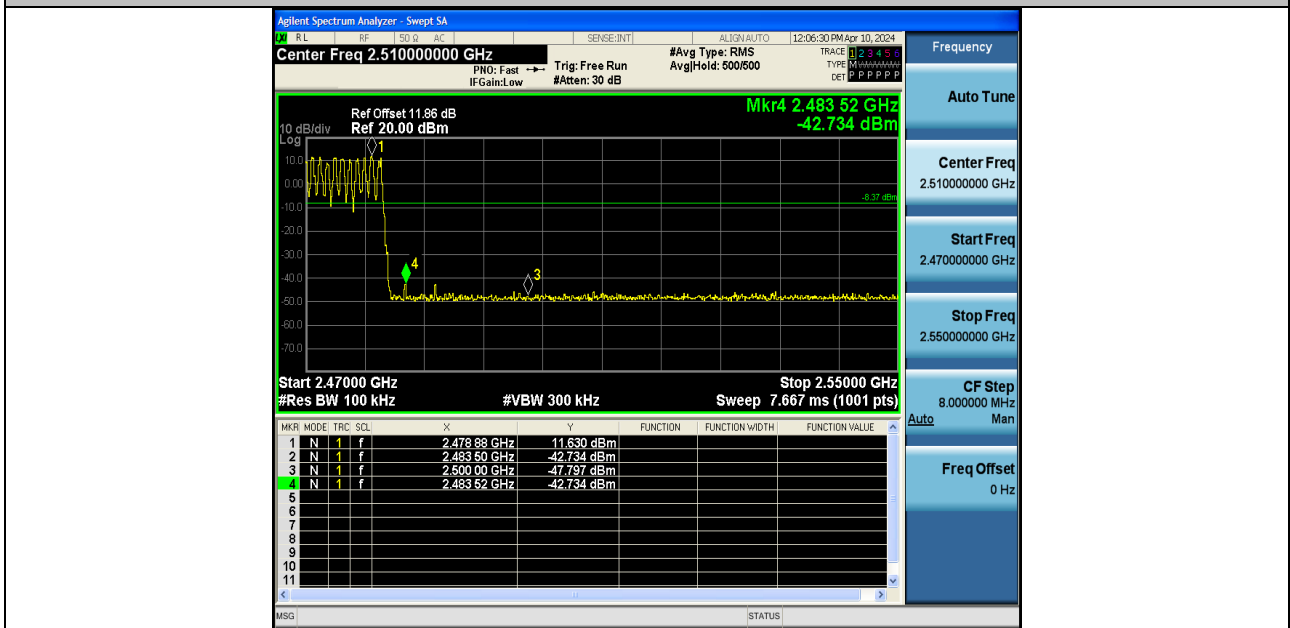 Agilent Spectrum Analyzer - Swept SA
RL RF 50 Ω AC SENSE:INT ALIGN AUTO 12:06:30 PM Apr 10, 2024
Center Freq 2.510000000 GHz
PNO: Fast
IFGain:Low
Trig: Free Run
#Atten: 30 dB
#Avg Type: RMS
Avg|Hold: 500/500
TRACE 1 2 3 4 5 6
TYPE M
DET P P P P P P
Ref Offset 11.86 dB
10 dB/div Ref 20.00 dBm
Log
Mkr4 2.483 52 GHz
-42.734 dBm
1
10.0
0.00
-8.37 dBm
-10.0
-20.0
-30.0
4
3
-40.0
-50.0
-60.0
-70.0
Start 2.47000 GHz Stop 2.55000 GHz
#Res BW 100 kHz #VBW 300 kHz Sweep 7.667 ms (1001 pts)
MKR MODE TRC SCL X Y FUNCTION FUNCTION WIDTH FUNCTION VALUE
1 N 1 f 2.478 88 GHz 11.630 dBm
2 N 1 f 2.483 50 GHz -42.734 dBm
3 N 1 f 2.500 00 GHz -47.797 dBm
4 N 1 f 2.483 52 GHz -42.734 dBm
5
6
7
8
9
10
11
MSG STATUS
Frequency
Auto Tune
Center Freq
2.510000000 GHz
Start Freq
2.470000000 GHz
Stop Freq
2.550000000 GHz
CF Step
8.000000 MHz
Auto Man
Freq Offset
0 Hz